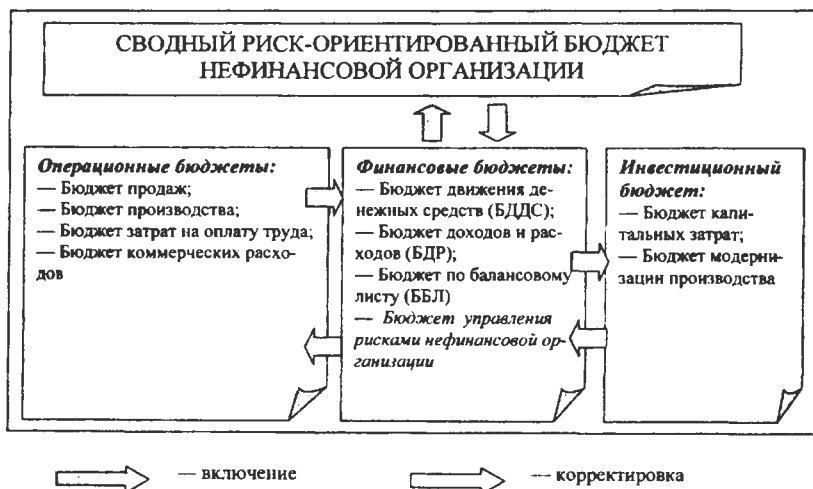 СВОДНЫЙ РИСК-ОРИЕНТИРОВАННЫЙ БЮДЖЕТ
НЕФИНАНСОВОЙ ОРГАНИЗАЦИИ
Операционные бюджеты:
— Бюджет продаж;
— Бюджет производства;
— Бюджет затрат на оплату труда;
— Бюджет коммерческих расхо-
дов
Финансовые бюджеты:
— Бюджет движения де-
нежных средств (БДДС);
— Бюджет доходов и рас-
ходов (БДР);
— Бюджет по балансовому
листу (ББЛ)
— Бюджет управления
рисками нефинансовой ор-
ганизации
Инвестиционный
бюджет:
— Бюджет капи-
тальных затрат;
— Бюджет модерни-
зации производства
— включение
— корректировка